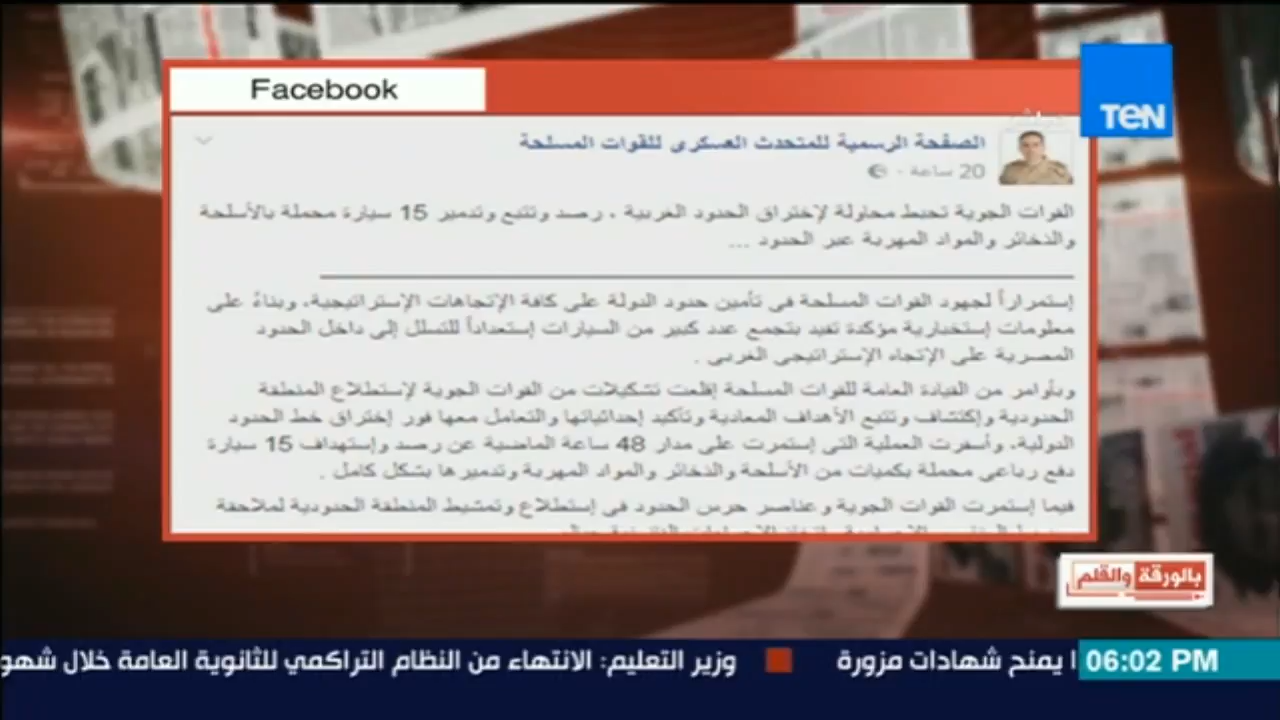 Facebook
TEN
مباشر
الصفحة الرسمية للمتحدث العسكرى للقوات المسلحة
20 ساعة ·
القوات الجوية تحبط محاولة لإختراق الحدود الغربية ، رصد وتتبع وتدمير 15 سيارة محملة بالأسلحة
والذخائر والمواد المهربة عبر الحدود ...
إستمراراً لجهود القوات المسلحة فى تأمين حدود الدولة على كافة الإتجاهات الإستراتيجية، وبناءً على
معلومات إستخبارية مؤكدة تفيد بتجمع عدد كبير من السيارات إستعداداً للتسلل إلى داخل الحدود
المصرية على الإتجاه الإستراتيجى الغربى .
وبأوامر من القيادة العامة للقوات المسلحة إقلعت تشكيلات من القوات الجوية لإستطلاع المنطقة
الحدودية وإكتشاف وتتبع الأهداف المعادية وتأكيد إحداثياتها والتعامل معها فور إختراق خط الحدود
الدولية، وأسفرت العملية التى إستمرت على مدار 48 ساعة الماضية عن رصد وإستهداف 15 سيارة
دفع رباعى محملة بكميات من الأسلحة والذخائر والمواد المهربة وتدميرها بشكل كامل .
فيما إستمرت القوات الجوية وعناصر حرس الحدود فى إستطلاع وتمشيط المنطقة الحدودية لملاحقة
بالورقة والقلم
ا يمنح شهادات مزورة
وزير التعليم: الانتهاء من النظام التراكمي للثانوية العامة خلال شهو
06:02 PM